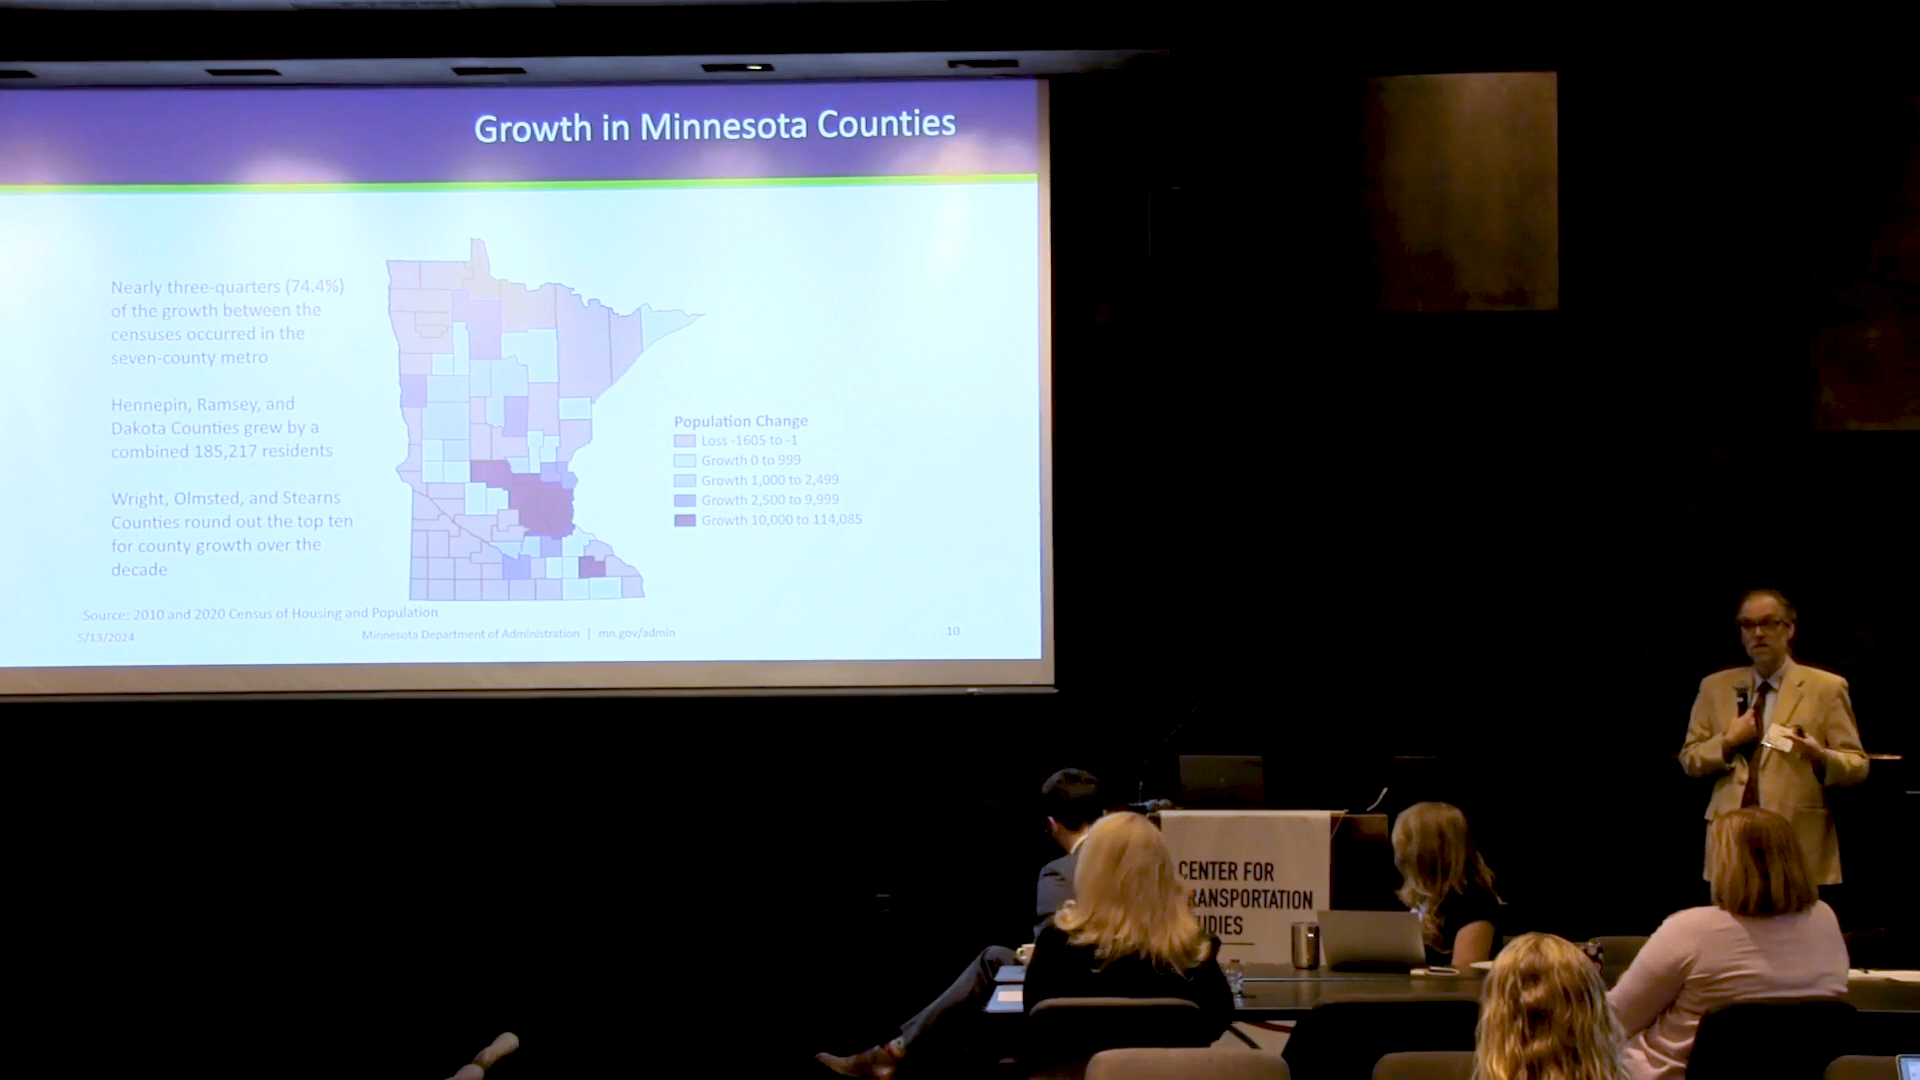 Growth in Minnesota Counties
Nearly three-quarters (74.4%)
of the growth between the
censuses occurred in the
seven-county metro
Hennepin, Ramsey, and
Dakota Counties grew by a
combined 185,217 residents
Wright, Olmsted, and Stearns
Counties round out the top ten
for county growth over the
decade
Population Change
Loss -1605 to -1
Growth 0 to 999
Growth 1,000 to 2,499
Growth 2,500 to 9,999
Growth 10,000 to 114,085
Source: 2010 and 2020 Census of Housing and Population
5/13/2024
Minnesota Department of Administration | mn.gov/admin
10
CENTER FOR
RANSPORTATION
UDIES